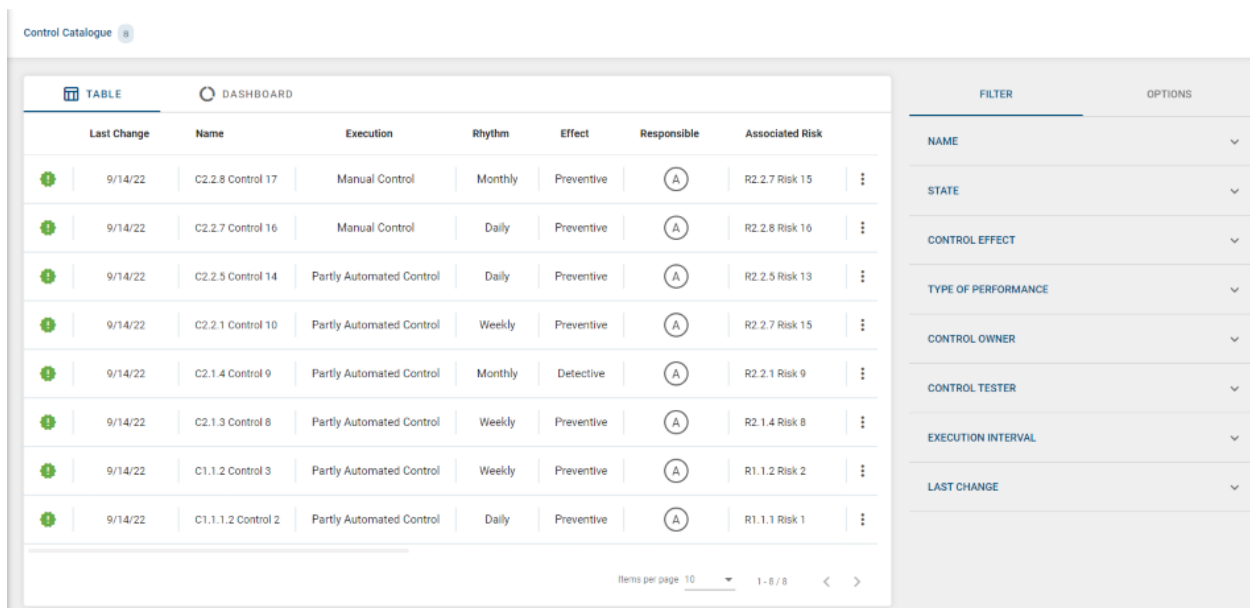 Control Catalogue 8
TABLE DASHBOARD
FILTER OPTIONS
Last Change Name Execution Rhythm Effect Responsible Associated Risk
NAME
9/14/22 C2.2.8 Control 17 Manual Control Monthly Preventive A R2.2.7 Risk 15
STATE
9/14/22 C2.2.7 Control 16 Manual Control Daily Preventive A R2.2.8 Risk 16
CONTROL EFFECT
9/14/22 C2.2.5 Control 14 Partly Automated Control Daily Preventive A R2.2.5 Risk 13
TYPE OF PERFORMANCE
9/14/22 C2.2.1 Control 10 Partly Automated Control Weekly Preventive A R2.2.7 Risk 15
CONTROL OWNER
9/14/22 C2.1.4 Control 9 Partly Automated Control Monthly Detective A R2.2.1 Risk 9
CONTROL TESTER
9/14/22 C2.1.3 Control 8 Partly Automated Control Weekly Preventive A R2.1.4 Risk 8
EXECUTION INTERVAL
9/14/22 C1.1.2 Control 3 Partly Automated Control Weekly Preventive A R1.1.2 Risk 2
LAST CHANGE
9/14/22 C1.1.1.2 Control 2 Partly Automated Control Daily Preventive A R1.1.1 Risk 1
Items per page 10 1 - 8 / 8